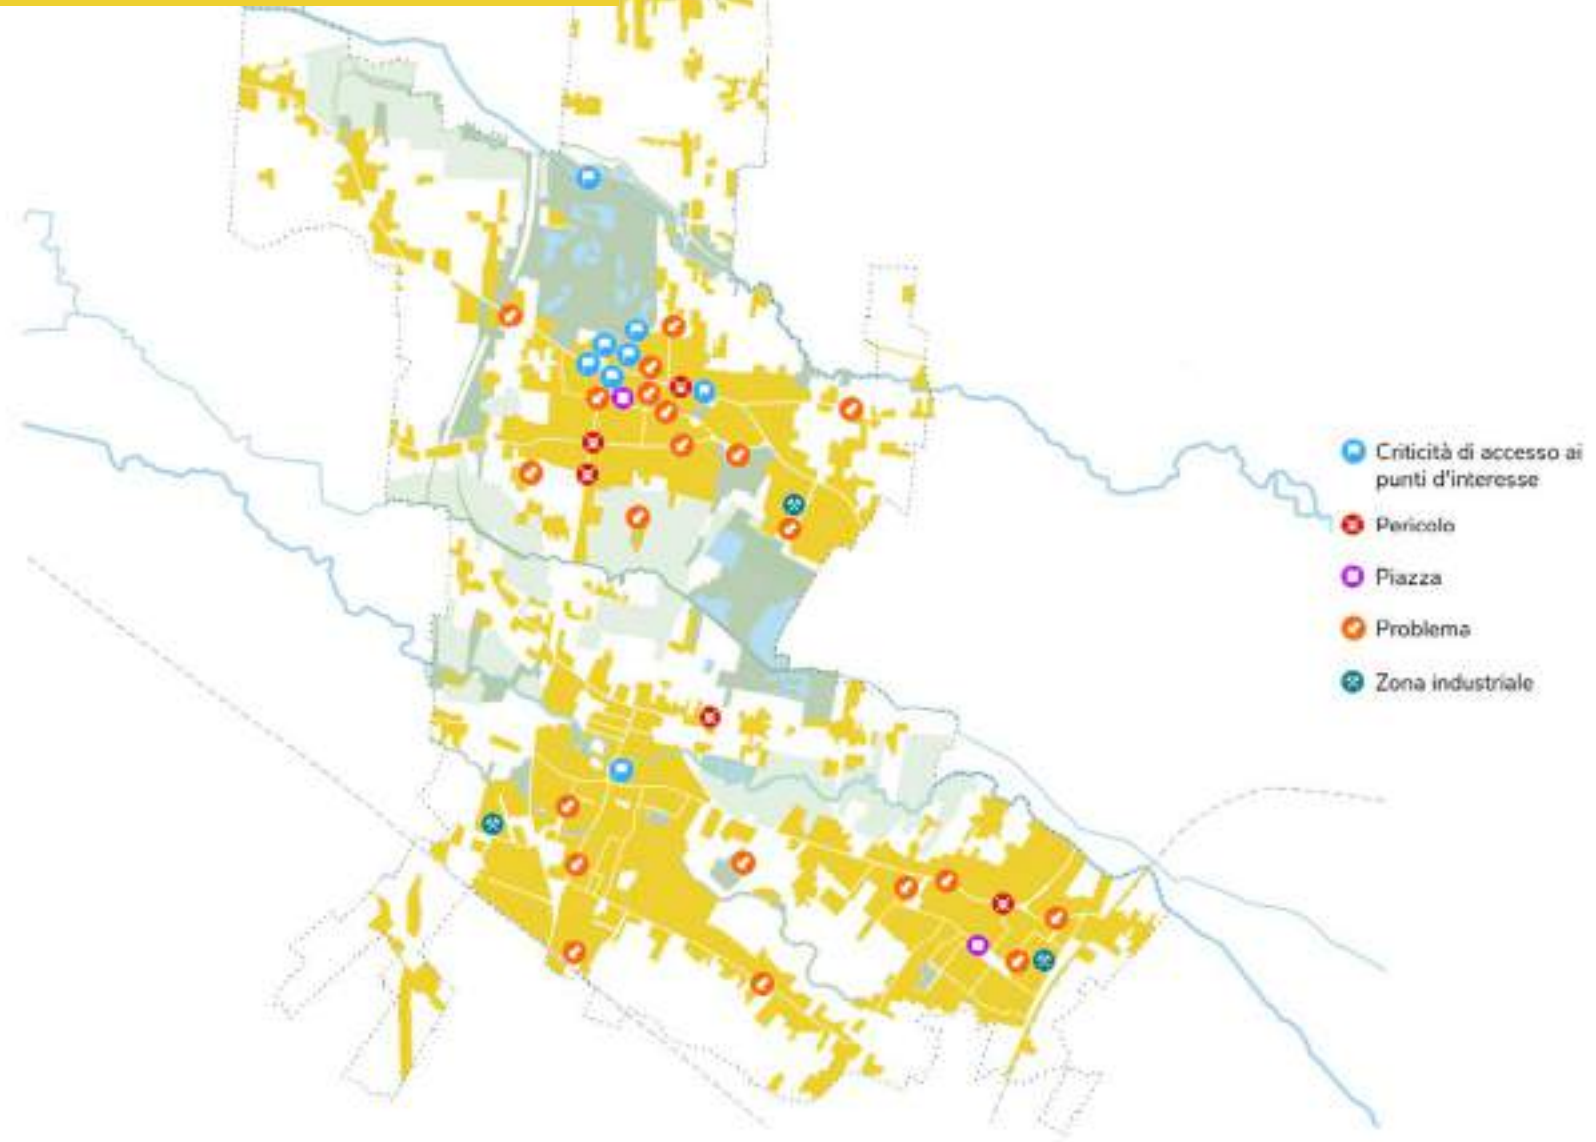 Criticità di accesso ai
punti d'interesse
Pericolo
Piazza
Problema
Zona industriale